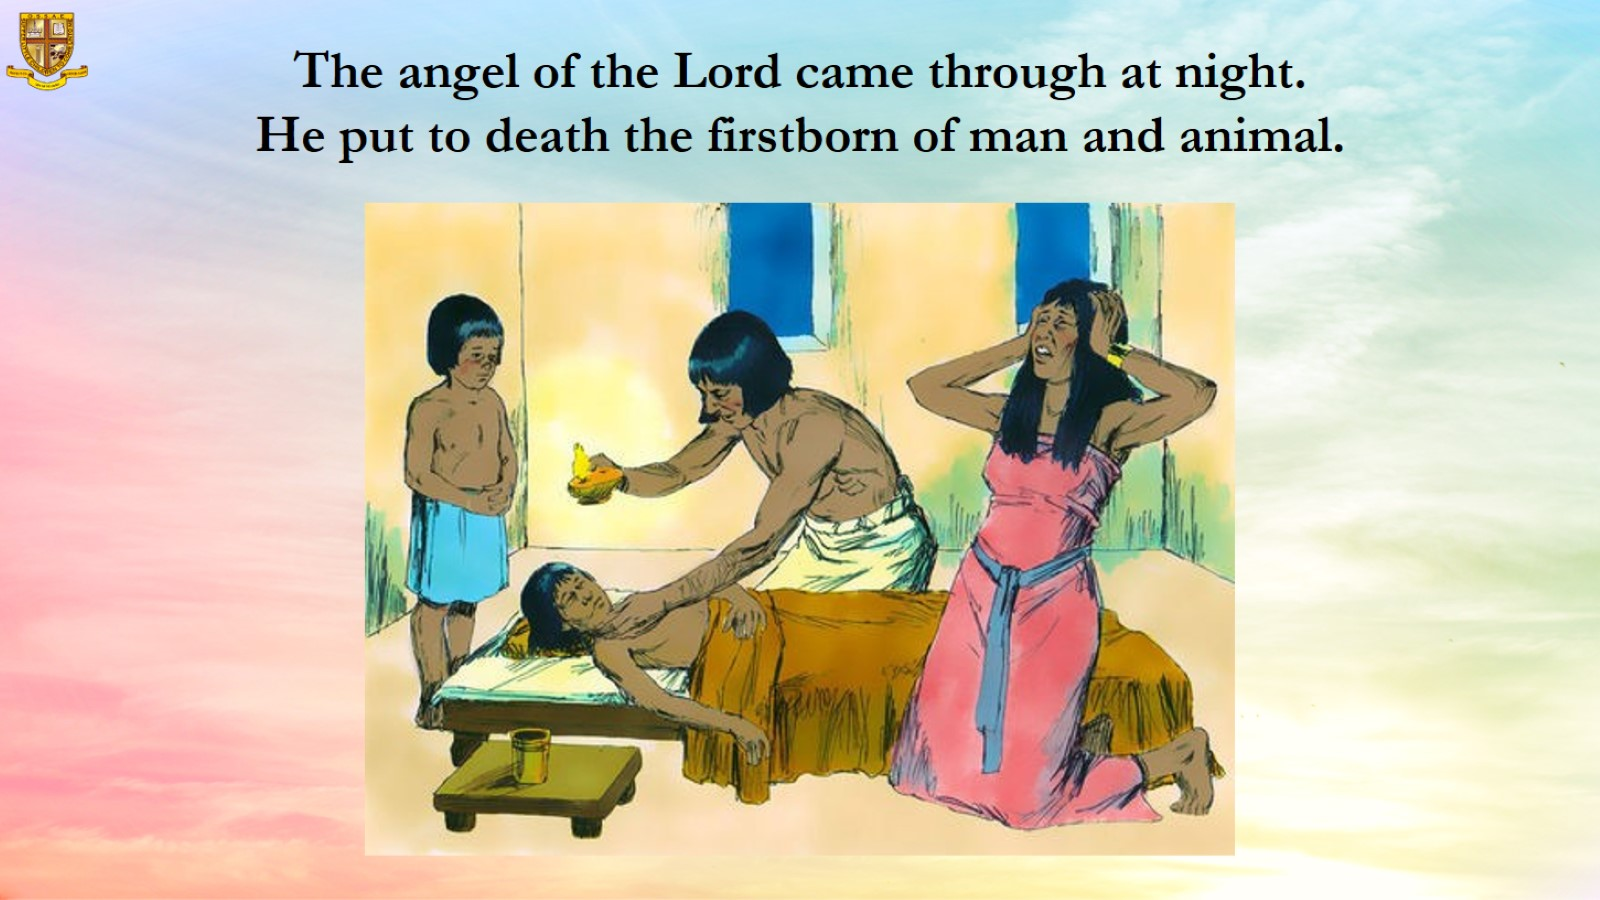 The angel of the Lord came through at night.
He put to death the firstborn of man and animal.